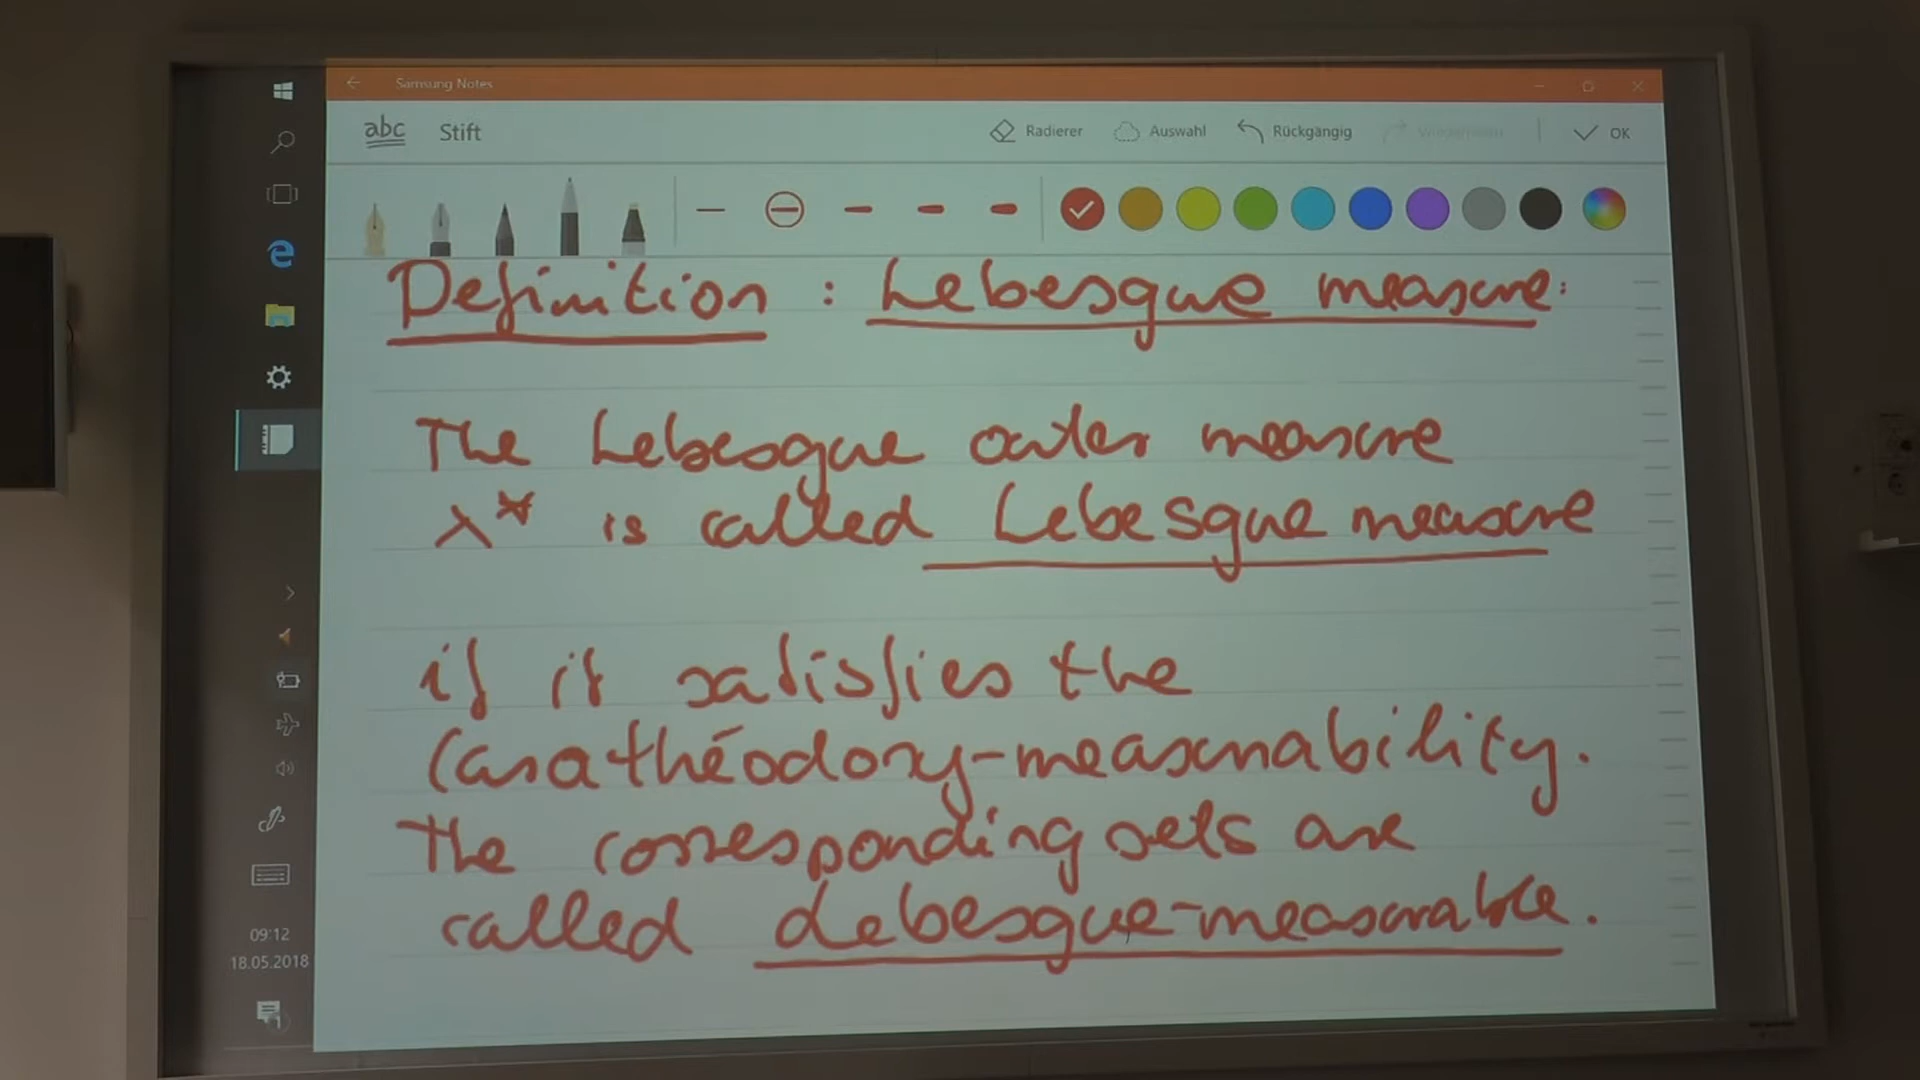 Samsung Notes
abc Stift Radierer Auswahl Rückgängig Wiederholen OK
Definition : Lebesgue measure:
The Lebesgue outer measure
λ* is called Lebesgue measure
if it satisfies the
Carathéodory-measurability.
The corresponding sets are
called Lebesgue-measurable.
09:12
18.05.2018